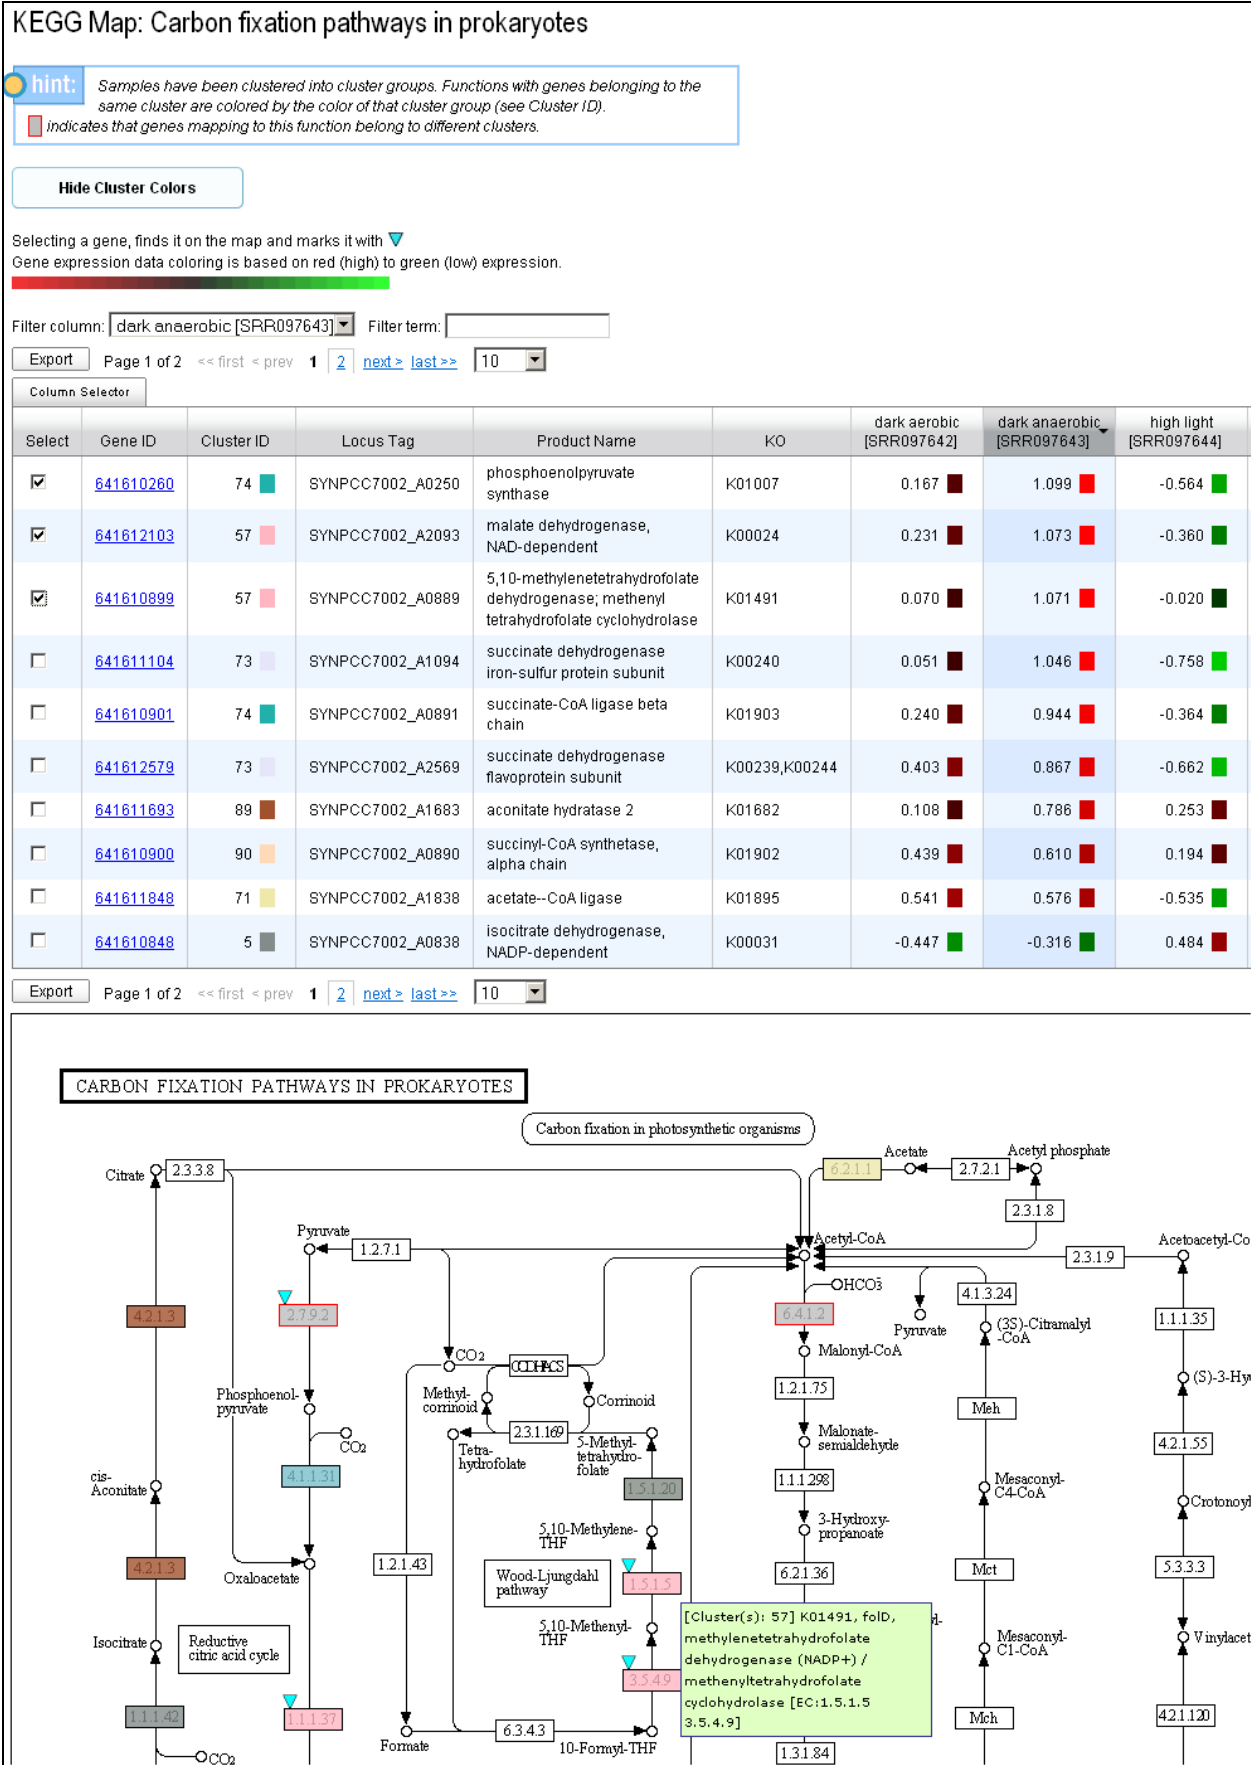 KEGG Map: Carbon fixation pathways in prokaryotes
hint:
Samples have been clustered into cluster groups. Functions with genes belonging to the
same cluster are colored by the color of that cluster group (see Cluster ID).
indicates that genes mapping to this function belong to different clusters.
Hide Cluster Colors
Selecting a gene, finds it on the map and marks it with
Gene expression data coloring is based on red (high) to green (low) expression.
Filter column: dark anaerobic [SRR097643] Filter term:
Export Page 1 of 2 << first < prev 1 2 next > last >> 10
Column Selector
Select Gene ID Cluster ID Locus Tag Product Name KO dark aerobic [SRR097642] dark anaerobic [SRR097643] high light [SRR097644]
641610260 74 SYNPCC7002_A0250 phosphoenolpyruvate synthase K01007 0.167 1.099 -0.564
641612103 57 SYNPCC7002_A2093 malate dehydrogenase, NAD-dependent K00024 0.231 1.073 -0.360
641610899 57 SYNPCC7002_A0889 5,10-methylenetetrahydrofolate dehydrogenase; methenyl tetrahydrofolate cyclohydrolase K01491 0.070 1.071 -0.020
641611104 73 SYNPCC7002_A1094 succinate dehydrogenase iron-sulfur protein subunit K00240 0.051 1.046 -0.758
641610901 74 SYNPCC7002_A0891 succinate-CoA ligase beta chain K01903 0.240 0.944 -0.364
641612579 73 SYNPCC7002_A2569 succinate dehydrogenase flavoprotein subunit K00239,K00244 0.403 0.867 -0.662
641611693 89 SYNPCC7002_A1683 aconitate hydratase 2 K01682 0.108 0.786 0.253
641610900 90 SYNPCC7002_A0890 succinyl-CoA synthetase, alpha chain K01902 0.439 0.610 0.194
641611848 71 SYNPCC7002_A1838 acetate--CoA ligase K01895 0.541 0.576 -0.535
641610848 5 SYNPCC7002_A0838 isocitrate dehydrogenase, NADP-dependent K00031 -0.447 -0.316 0.484
Export Page 1 of 2 << first < prev 1 2 next > last >> 10
CARBON FIXATION PATHWAYS IN PROKARYOTES
Carbon fixation in photosynthetic organisms
Citrate 2.3.3.8
6.2.1.1 Acetate 2.7.2.1 Acetyl phosphate
2.3.1.8
Pyruvate 1.2.7.1
Acetyl-CoA
2.3.1.9
Acetoacetyl-Co
HCO3-
4.2.1.3
2.7.9.2
6.4.1.2
Pyruvate
4.1.3.24
(3S)-Citramalyl
-CoA
1.1.1.35
CO2
CODH/ACS
Malonyl-CoA
Phosphoenol-
pyruvate
Methyl-
corrinoid
Corrinoid
1.2.1.75
Meh
(S)-3-Hy
CO2
2.3.1.169
Tetra-
hydrofolate
5-Methyl-
tetrahydro-
folate
Malonate-
semialdehyde
4.2.1.55
cis-
Aconitate
4.1.1.31
1.5.1.20
1.1.1.298
Mesaconyl-
C4-CoA
Crotonoyl
5,10-Methylene-
THF
3-Hydroxy-
propanoate
4.2.1.3
Oxaloacetate
1.2.1.43
Wood-Ljungdahl
pathway
1.5.1.5
6.2.1.36
Mct
5.3.3.3
[Cluster(s): 57] K01491, folD,
methylenetetrahydrofolate
dehydrogenase (NADP+) /
methenyltetrahydrofolate
cyclohydrolase [EC:1.5.1.5
3.5.4.9]
Isocitrate
Reductive
citric acid cycle
5,10-Methenyl-
THF
yl-
Mesaconyl-
C1-CoA
Vinylacet
3.5.4.9
1.1.1.42
1.1.1.37
6.3.4.3
Mch
4.2.1.120
CO2
Formate
10-Formyl-THF
1.3.1.84